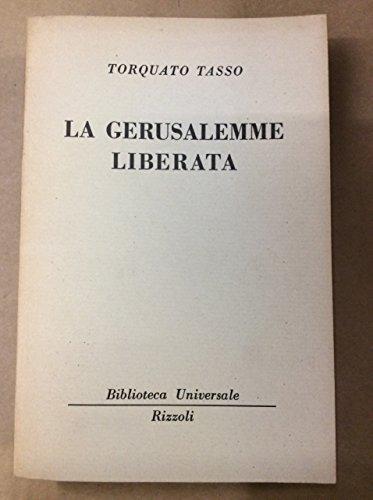 TORQUATO TASSO
LA GERUSALEMME
LIBERATA
Biblioteca Universale
Rizzoli